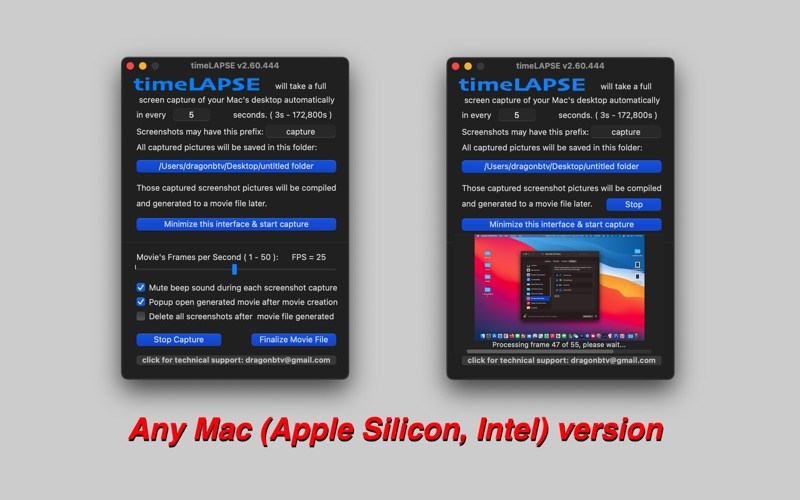 timeLAPSE v2.60.444
timeLAPSE will take a full
screen capture of your Mac's desktop automatically
in every 5 seconds. ( 3s - 172,800s )
Screenshots may have this prefix: capture
All captured pictures will be saved in this folder:
/Users/dragonbtv/Desktop/untitled folder
Those captured screenshot pictures will be compiled
and generated to a movie file later.
Minimize this interface & start capture
Movie's Frames per Second ( 1 - 50 ): FPS = 25
Mute beep sound during each screenshot capture
Popup open generated movie after movie creation
Delete all screenshots after movie file generated
Stop Capture Finalize Movie File
click for technical support: dragonbtv@gmail.com
timeLAPSE v2.60.444
timeLAPSE will take a full
screen capture of your Mac's desktop automatically
in every 5 seconds. ( 3s - 172,800s )
Screenshots may have this prefix: capture
All captured pictures will be saved in this folder:
/Users/dragonbtv/Desktop/untitled folder
Those captured screenshot pictures will be compiled
and generated to a movie file later. Stop
Minimize this interface & start capture
Processing frame 47 of 55, please wait...
click for technical support: dragonbtv@gmail.com
Any Mac (Apple Silicon, Intel) version